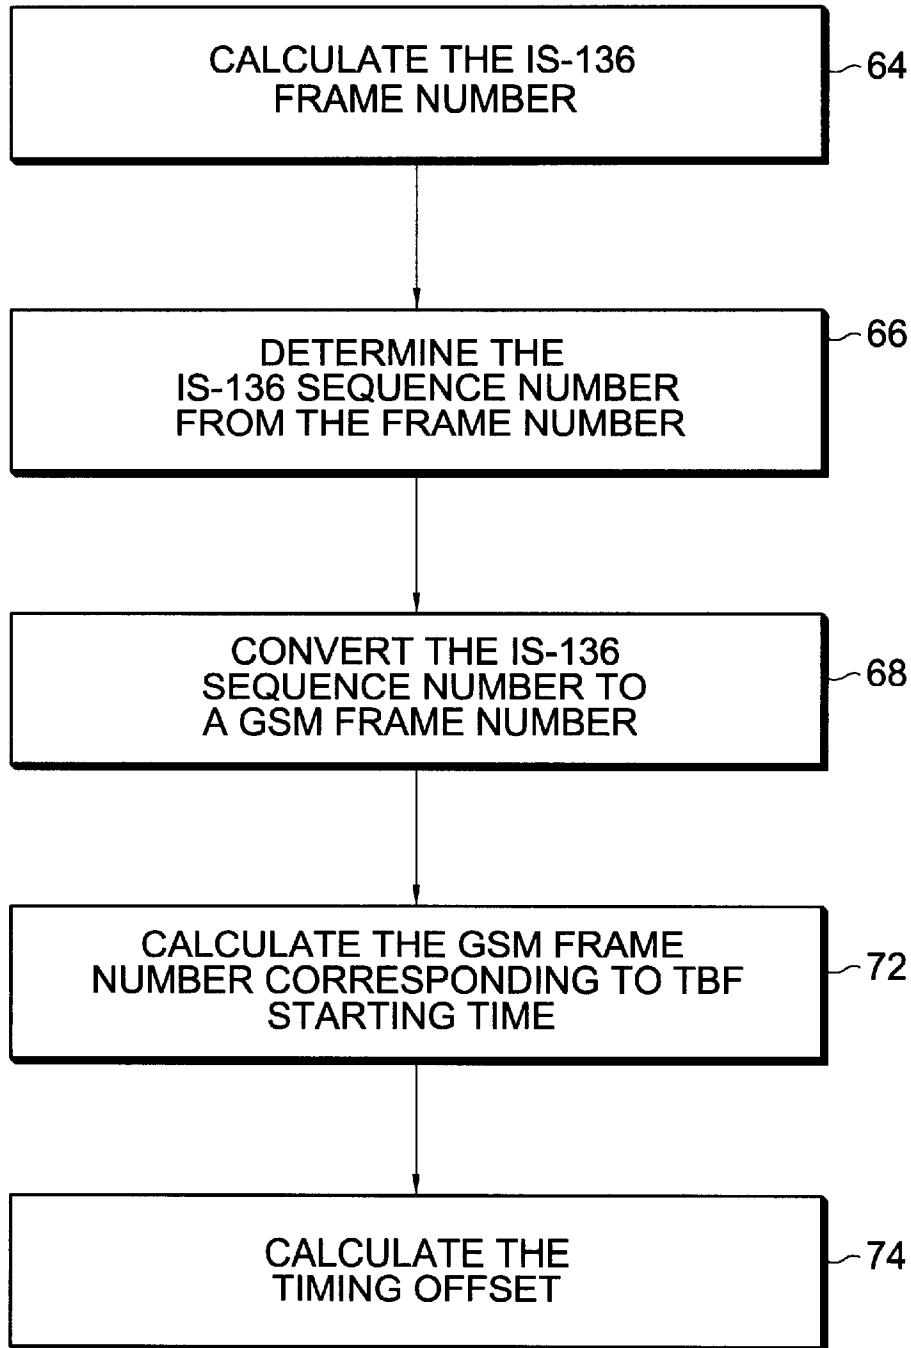 CALCULATE THE IS-136
FRAME NUMBER
64
DETERMINE THE
IS-136 SEQUENCE NUMBER
FROM THE FRAME NUMBER
66
CONVERT THE IS-136
SEQUENCE NUMBER TO
A GSM FRAME NUMBER
68
CALCULATE THE GSM FRAME
NUMBER CORRESPONDING TO TBF
STARTING TIME
72
CALCULATE THE
TIMING OFFSET
74